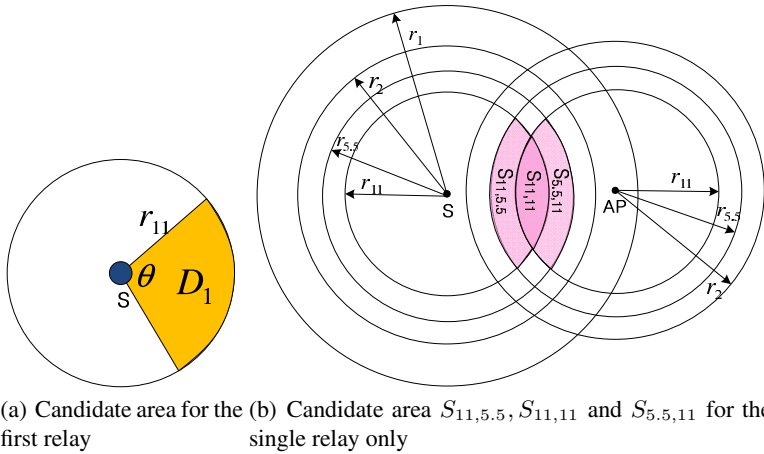 r₁₁
θ
D₁
S
r₁
r₂
r₅.₅
r₁₁
S
S₁₁,₅.₅
S₁₁,₁₁
S₅.₅,₁₁
r₁₁
AP
r₅.₅
r₂
(a) Candidate area for the
first relay
(b) Candidate area S₁₁,₅.₅, S₁₁,₁₁ and S₅.₅,₁₁ for the
single relay only